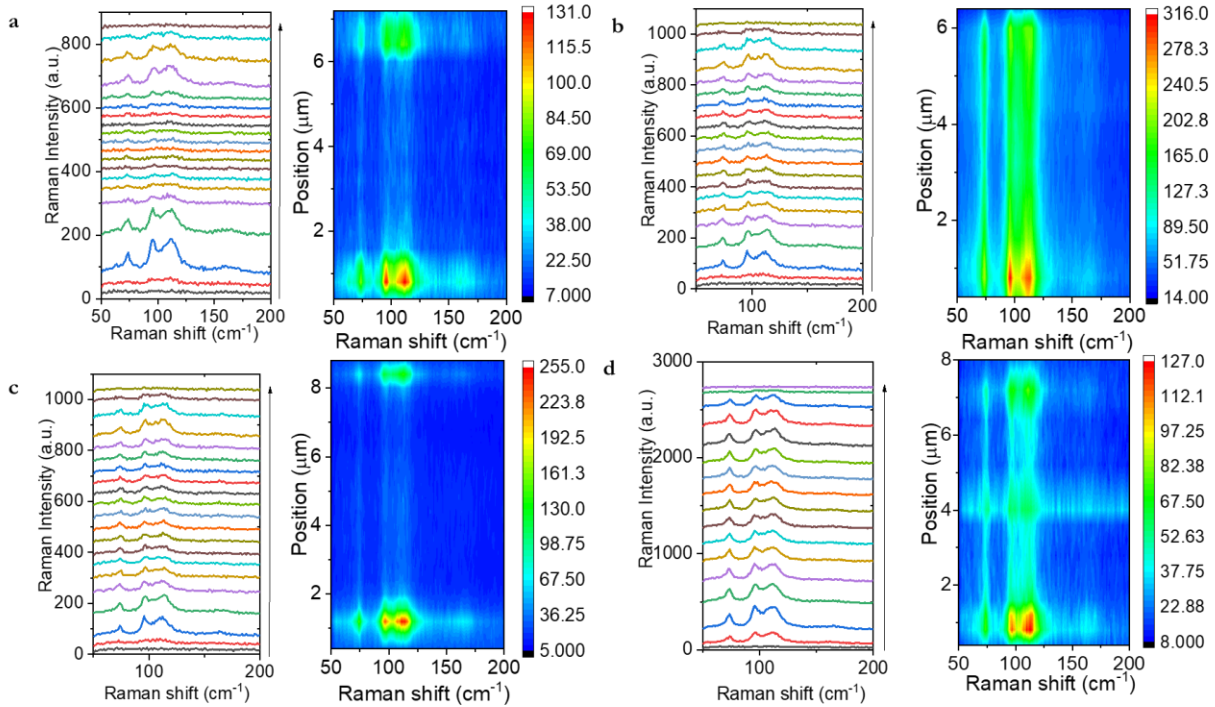 a
Raman Intensity (a.u.)
800
600
400
200
0
50 100 150 200
Raman shift (cm⁻¹)
Position (μm)
6
4
2
50 100 150 200
Raman shift (cm⁻¹)
131.0
115.5
100.0
84.50
69.00
53.50
38.00
22.50
7.000
b
Raman Intensity (a.u.)
1000
800
600
400
200
0
50 100 150 200
Raman shift (cm⁻¹)
Position (μm)
6
4
2
50 100 150 200
Raman shift (cm⁻¹)
316.0
278.3
240.5
202.8
165.0
127.3
89.50
51.75
14.00
c
Raman Intensity (a.u.)
1000
800
600
400
200
0
100 150 200
Raman shift (cm⁻¹)
Position (μm)
8
6
4
2
50 100 150 200
Raman shift (cm⁻¹)
255.0
223.8
192.5
161.3
130.0
98.75
67.50
36.25
5.000
d
Raman Intensity (a.u.)
3000
2000
1000
0
100 200
Raman shift (cm⁻¹)
Position (μm)
8
6
4
2
50 100 150 200
Raman shift (cm⁻¹)
127.0
112.1
97.25
82.38
67.50
52.63
37.75
22.88
8.000